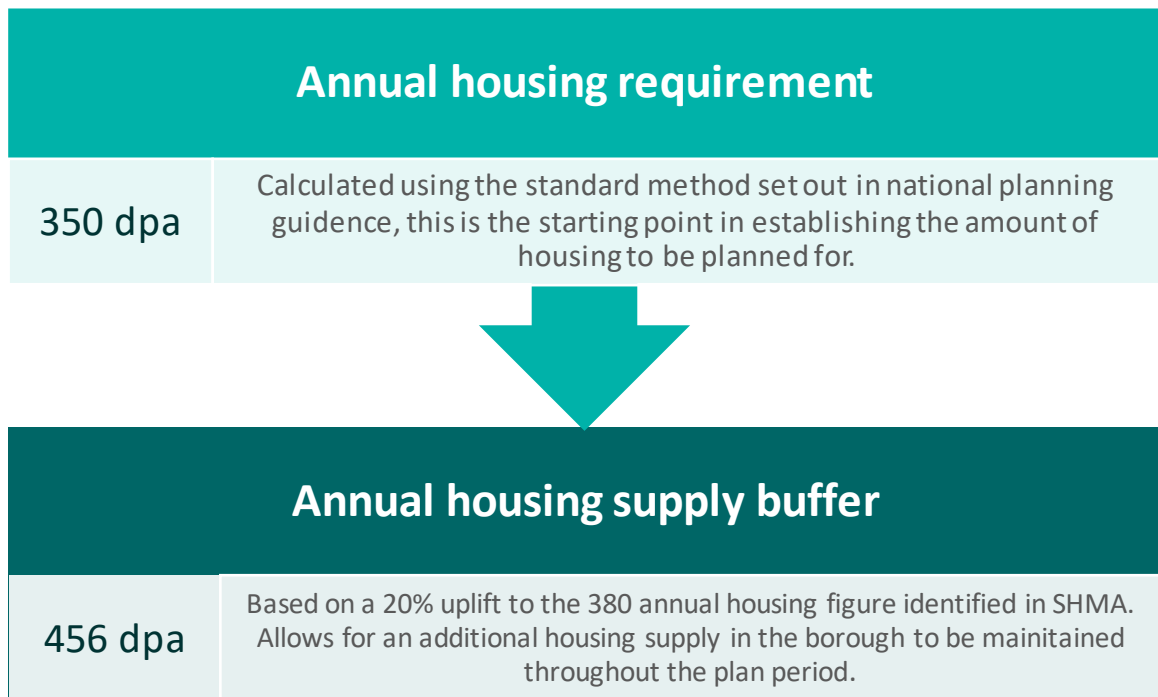 Annual housing requirement
350 dpa
Calculated using the standard method set out in national planning
guidence, this is the starting point in establishing the amount of
housing to be planned for.
Annual housing supply buffer
456 dpa
Based on a 20% uplift to the 380 annual housing figure identified in SHMA.
Allows for an additional housing supply in the borough to be mainitained
throughout the plan period.